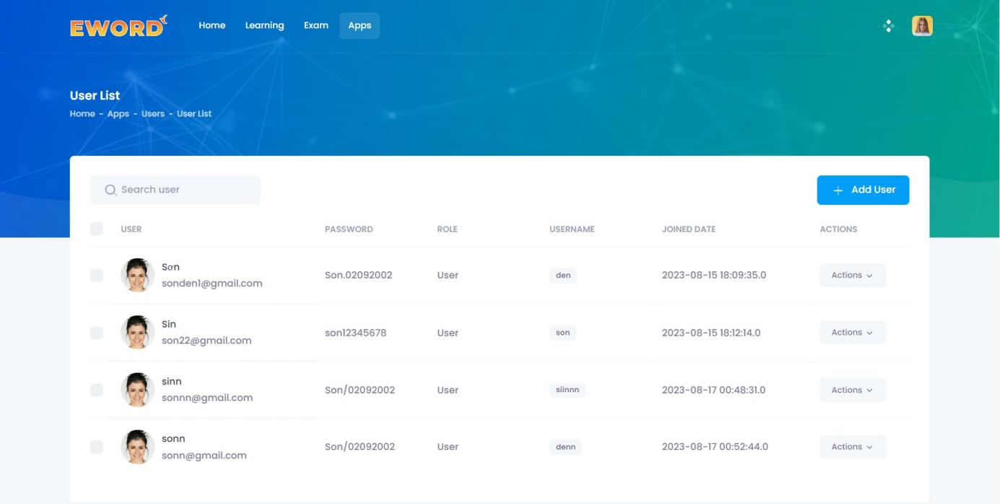 EWORD Home Learning Exam Apps
User List
Home - Apps - Users - User List
Search user
+ Add User
USER PASSWORD ROLE USERNAME JOINED DATE ACTIONS
Sơn
sonden1@gmail.com Son.02092002 User den 2023-08-15 18:09:35.0 Actions
Sin
son22@gmail.com son12345678 User son 2023-08-15 18:12:14.0 Actions
sinn
sonnn@gmail.com Son/02092002 User siinnn 2023-08-17 00:48:31.0 Actions
sonn
sonn@gmail.com Son/02092002 User denn 2023-08-17 00:52:44.0 Actions